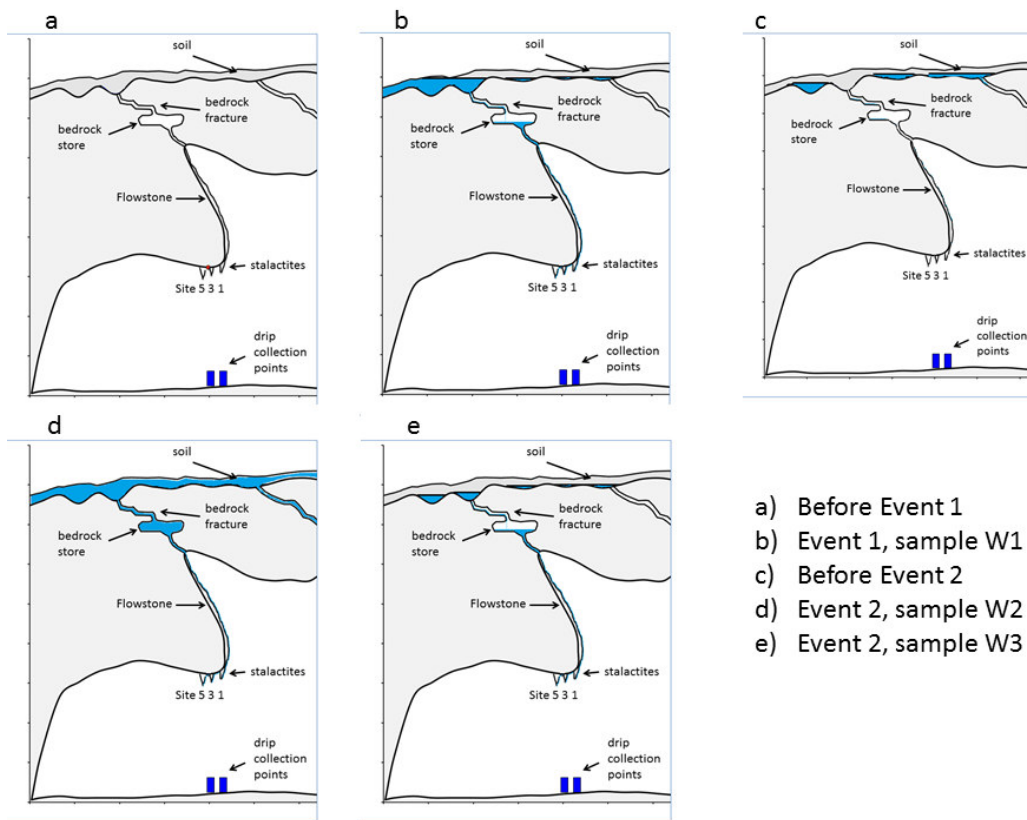 a
soil
bedrock
fracture
bedrock
store
Flowstone
stalactites
Site 5 3 1
drip
collection
points
b
soil
bedrock
fracture
bedrock
store
Flowstone
stalactites
Site 5 3 1
drip
collection
points
c
soil
bedrock
fracture
bedrock
store
Flowstone
stalactites
Site 5 3 1
drip
collection
points
d
soil
bedrock
fracture
bedrock
store
Flowstone
stalactites
Site 5 3 1
drip
collection
points
e
soil
bedrock
fracture
bedrock
store
Flowstone
stalactites
Site 5 3 1
drip
collection
points
a) Before Event 1
b) Event 1, sample W1
c) Before Event 2
d) Event 2, sample W2
e) Event 2, sample W3